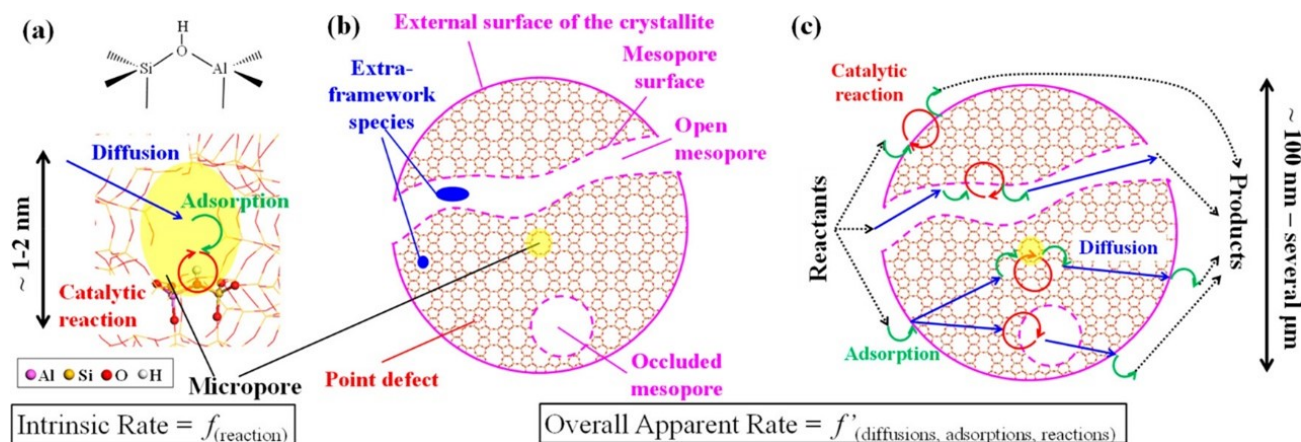 (a)
H
O
Si
Al
Diffusion
Adsorption
~ 1-2 nm
Catalytic
reaction
Al Si O H
Micropore
Intrinsic Rate = f(reaction)
(b)
External surface of the crystallite
Mesopore
surface
Extra-
framework
species
Open
mesopore
Point defect
Occluded
mesopore
(c)
Catalytic
reaction
Reactants
Products
Diffusion
Adsorption
~ 100 nm – several μm
Overall Apparent Rate = f’(diffusions, adsorptions, reactions)